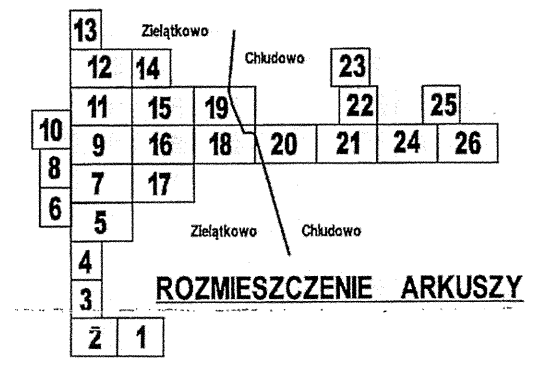 13 Zielątkowo
12 14 Chludowo 23
11 15 19 22 25
10
9 16 18 20 21 24 26
8
7 17
6
5 Zielątkowo Chludowo
4
3 ROZMIESZCZENIE ARKUSZY
2 1